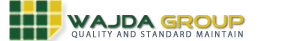 WAJDA GROUP
QUALITY AND STANDARD MAINTAIN